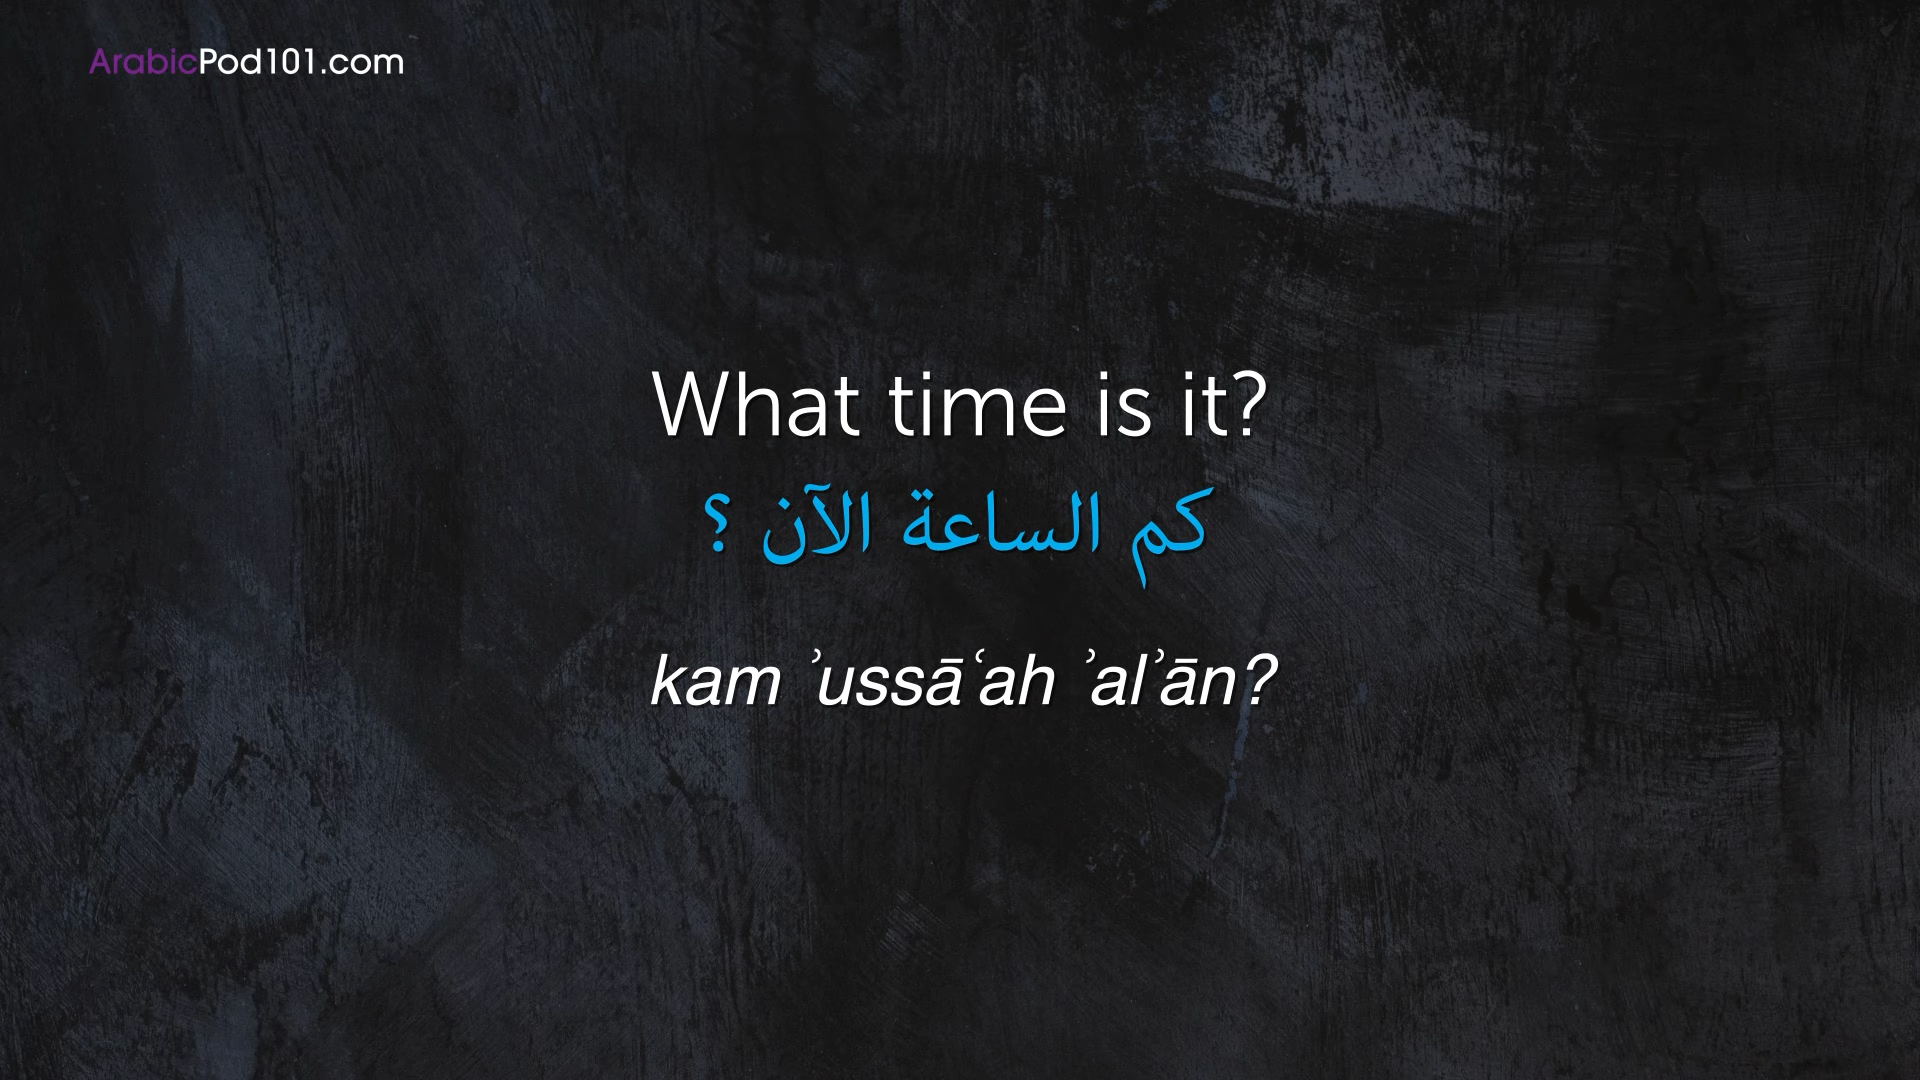 ArabicPod101.com
What time is it?
كم الساعة الآن ؟
kam ʾussāʿah ʾalʾān?